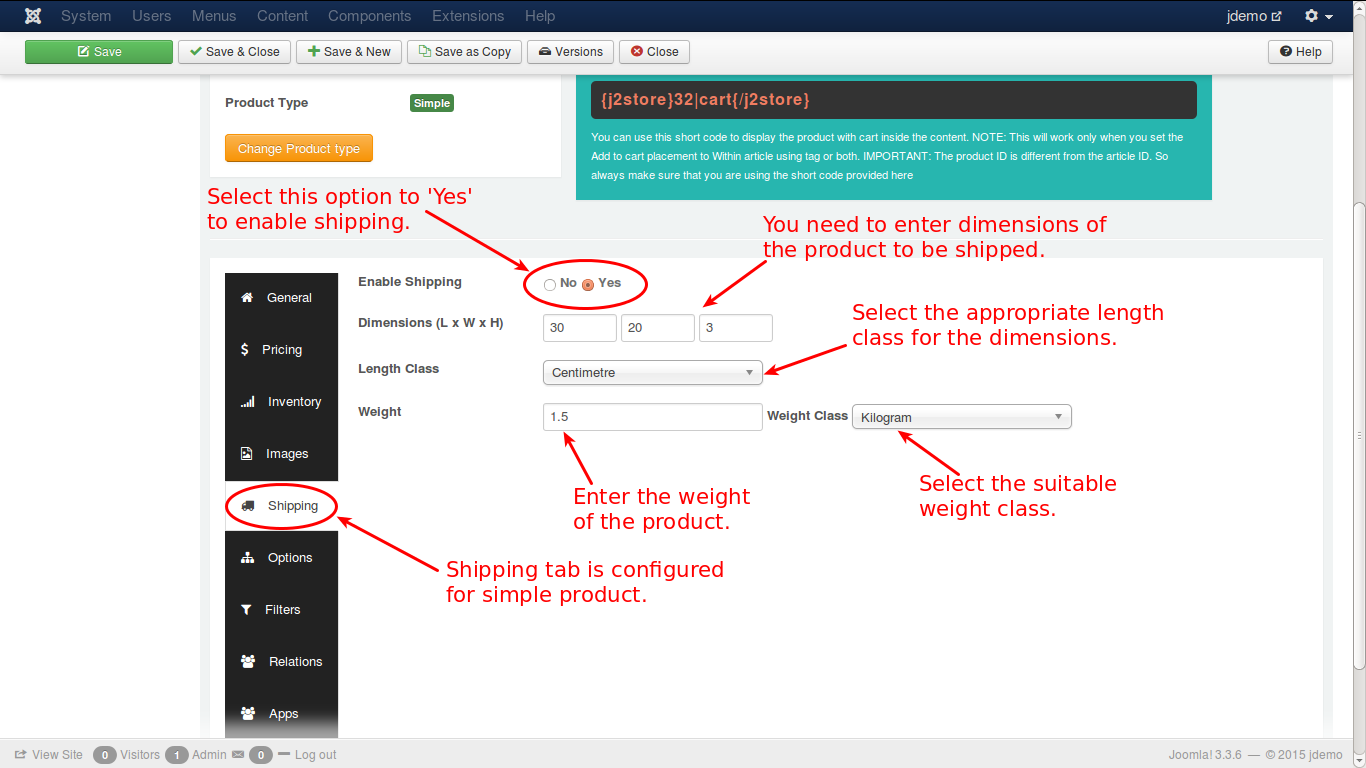 System Users Menus Content Components Extensions Help jdemo
Save Save & Close Save & New Save as Copy Versions Close Help
Product Type Simple
Change Product type
{j2store}32|cart{/j2store}
You can use this short code to display the product with cart inside the content. NOTE: This will work only when you set the
Add to cart placement to Within article using tag or both. IMPORTANT: The product ID is different from the article ID. So
always make sure that you are using the short code provided here
Select this option to 'Yes'
to enable shipping.
You need to enter dimensions of
the product to be shipped.
General
Pricing
Inventory
Images
Shipping
Options
Filters
Relations
Apps
Enable Shipping No Yes
Dimensions (L x W x H) 30 20 3
Length Class Centimetre
Weight 1.5 Weight Class Kilogram
Select the appropriate length
class for the dimensions.
Enter the weight
of the product.
Select the suitable
weight class.
Shipping tab is configured
for simple product.
View Site 0 Visitors 1 Admin 0 Log out Joomla! 3.3.6 — © 2015 jdemo